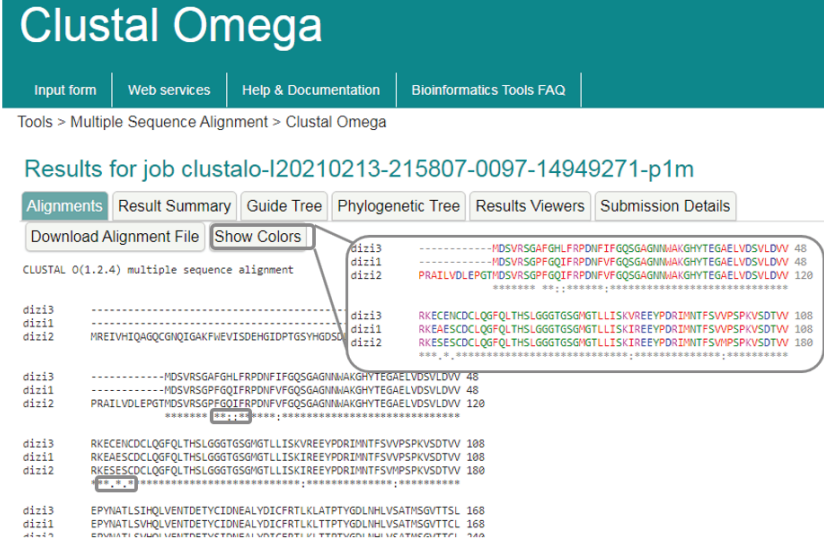 Clustal Omega
Input form Web services Help & Documentation Bioinformatics Tools FAQ
Tools > Multiple Sequence Alignment > Clustal Omega
Results for job clustalo-I20210213-215807-0097-14949271-p1m
Alignments Result Summary Guide Tree Phylogenetic Tree Results Viewers Submission Details
Download Alignment File Show Colors
CLUSTAL O(1.2.4) multiple sequence alignment
dizi3 ------------MDSVRSGAFGHLFRPDNFIFGQSGAGNNWAKGHYTEGAELVDSVLDVV 48
dizi1 ------------MDSVRSGPFGQIFRPDNFVFGQSGAGNNWAKGHYTEGAELVDSVLDVV 48
dizi2 PRAILVDLEPGTMDSVRSGPFGQIFRPDNFVFGQSGAGNNWAKGHYTEGAELVDSVLDVV 120
******* **::******:*****************************
dizi3 RKECENCDCLQGFQLTHSLGGGTGSGMGTLLISKVREEYPDRIMNTFSVVPSPKVSDTVV 108
dizi1 RKEAESCDCLQGFQLTHSLGGGTGSGMGTLLISKIREEYPDRIMNTFSVVPSPKVSDTVV 108
dizi2 RKESESCDCLQGFQLTHSLGGGTGSGMGTLLISKIREEYPDRIMNTFSVMPSPKVSDTVV 180
***.*.****************************:**************:**********
dizi3
dizi1
dizi2 MREIVHIQAGQCGNQIGAKFWEVISDEHGIDPTGSYHGDSD
dizi3 ------------MDSVRSGAFGHLFRPDNFIFGQSGAGNNWAKGHYTEGAELVDSVLDVV 48
dizi1 ------------MDSVRSGPFGQIFRPDNFVFGQSGAGNNWAKGHYTEGAELVDSVLDVV 48
dizi2 PRAILVDLEPGTMDSVRSGPFGQIFRPDNFVFGQSGAGNNWAKGHYTEGAELVDSVLDVV 120
******* **::******:*****************************
dizi3 RKECENCDCLQGFQLTHSLGGGTGSGMGTLLISKVREEYPDRIMNTFSVVPSPKVSDTVV 108
dizi1 RKEAESCDCLQGFQLTHSLGGGTGSGMGTLLISKIREEYPDRIMNTFSVVPSPKVSDTVV 108
dizi2 RKESESCDCLQGFQLTHSLGGGTGSGMGTLLISKIREEYPDRIMNTFSVMPSPKVSDTVV 180
***.*.****************************:**************:**********
dizi3 EPYNATLSIHQLVENTDETYCIDNEALYDICFRTLKLATPTYGDLNHLVSATMSGVTTSL 168
dizi1 EPYNATLSVHQLVENTDETYCIDNEALYDICFRTLKLTTPTYGDLNHLVSATMSGVTTCL 168